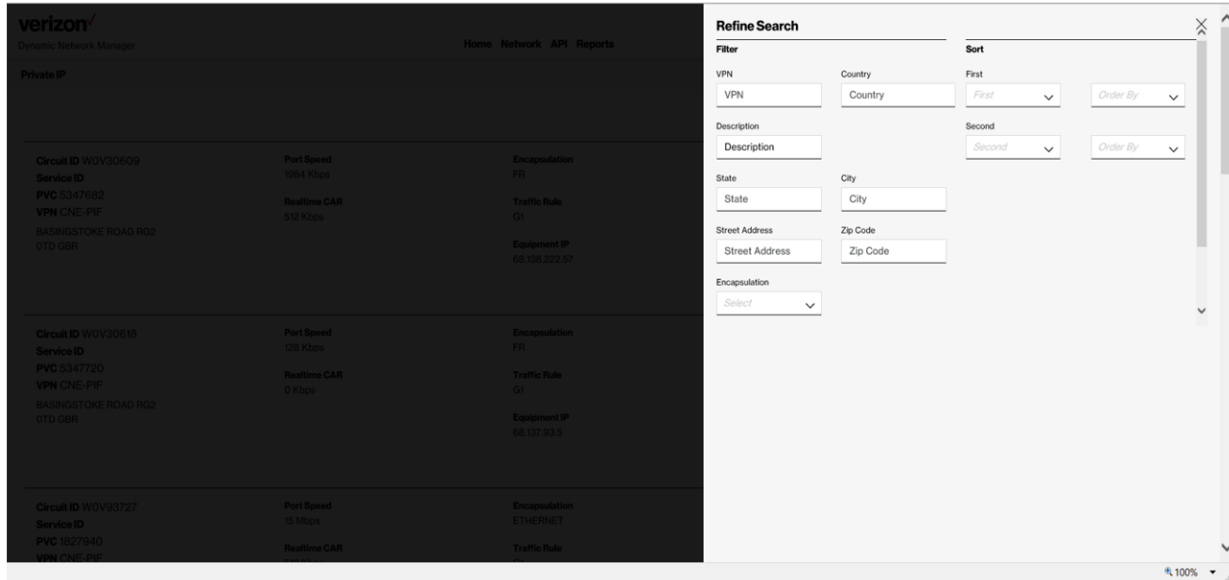 verizon
Dynamic Network Manager
Home Network API Reports
Private IP
Circuit ID W0V30609
Service ID
PVC 5347682
VPN CNE-PIF
BASINGSTOKE ROAD RG2
0TD GBR
Port Speed
1984 Kbps
Realtime CAR
512 Kbps
Encapsulation
FR
Traffic Rule
G1
Equipment IP
68.138.222.57
Circuit ID W0V30618
Service ID
PVC 5347720
VPN CNE-PIF
BASINGSTOKE ROAD RG2
0TD GBR
Port Speed
128 Kbps
Realtime CAR
0 Kbps
Encapsulation
FR
Traffic Rule
G1
Equipment IP
68.137.93.5
Circuit ID W0V93727
Service ID
PVC 1827940
VPN CNE-PIF
Port Speed
15 Mbps
Realtime CAR
Encapsulation
ETHERNET
Traffic Rule
Refine Search
Filter
VPN
VPN
Country
Country
Description
Description
State
State
City
City
Street Address
Street Address
Zip Code
Zip Code
Encapsulation
Select
Sort
First
First
Order By
Second
Second
Order By
100%